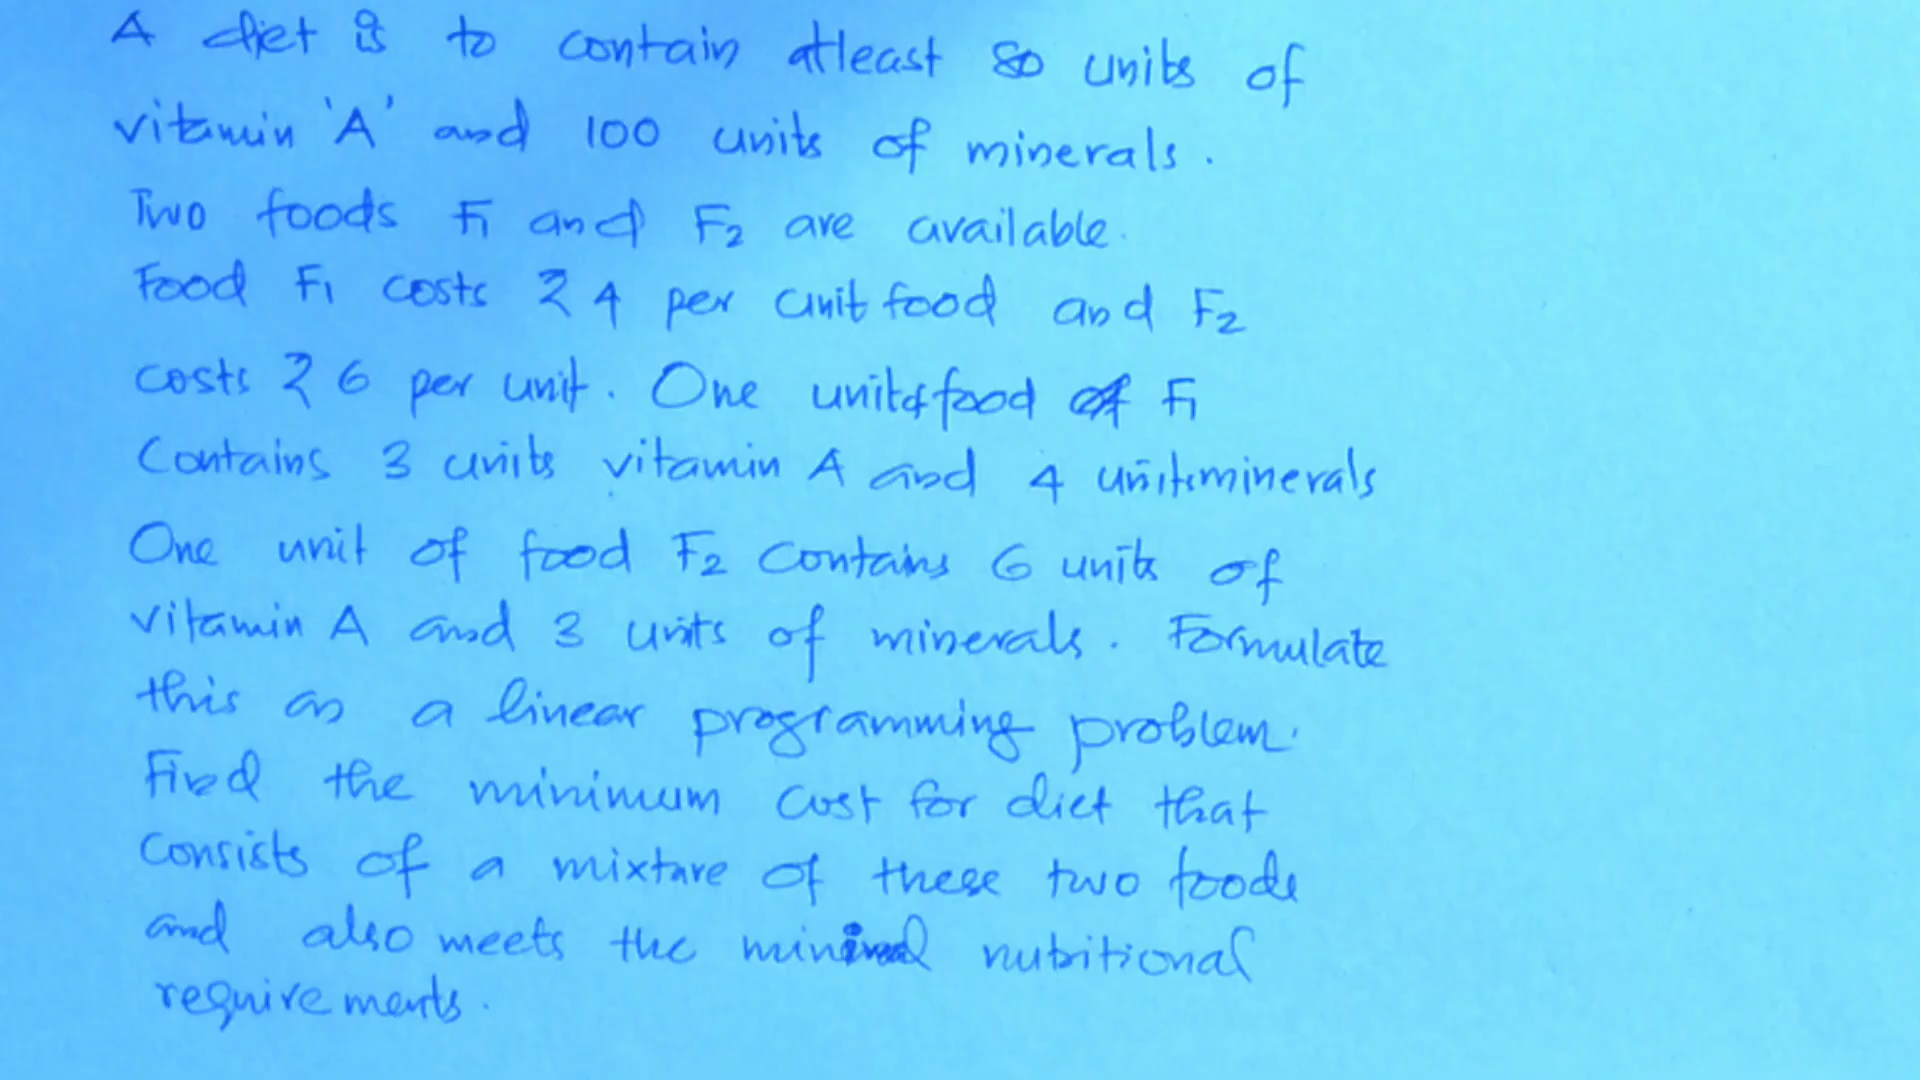 A diet is to contain atleast 80 units of
vitamin 'A' and 100 units of minerals.
Two foods F1 and F2 are available.
Food F1 costs ₹ 4 per unit food and F2
costs ₹ 6 per unit. One unit of food of F1
Contains 3 units vitamin A and 4 units minerals
One unit of food F2 contains 6 units of
vitamin A and 3 units of minerals. Formulate
this as a linear programming problem.
Find the minimum cost for diet that
consists of a mixture of these two foods
and also meets the minimal nutritional
requirements.